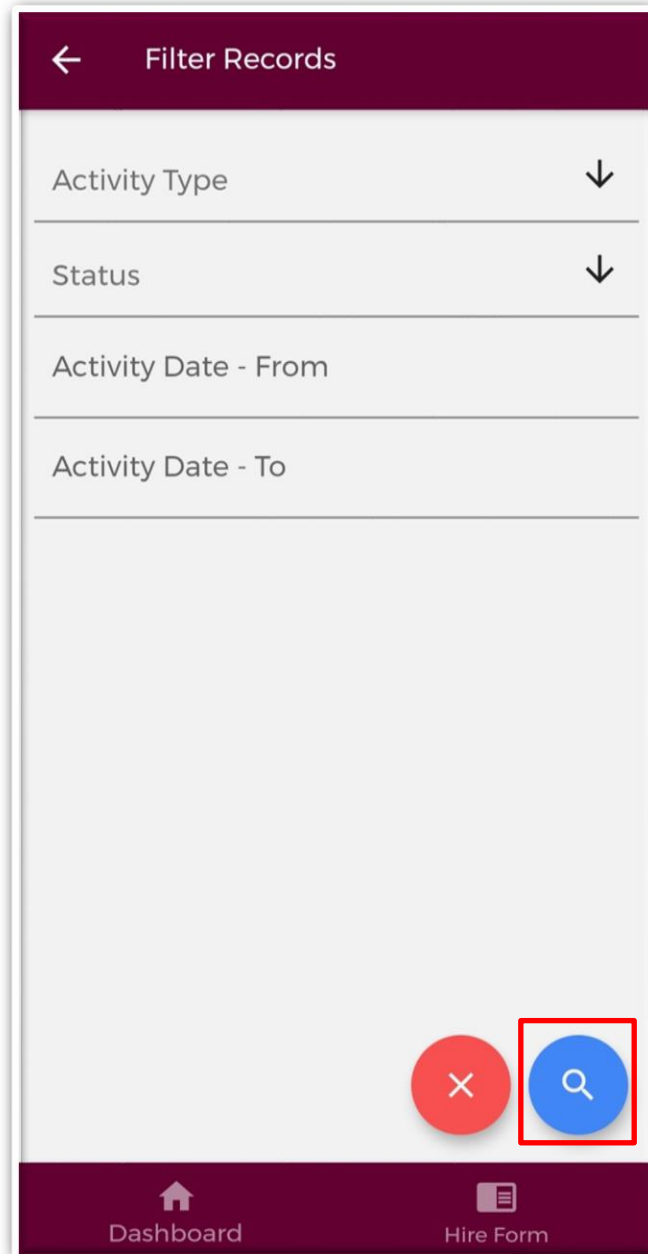 Filter Records
Activity Type
Status
Activity Date - From
Activity Date - To
Dashboard
Hire Form